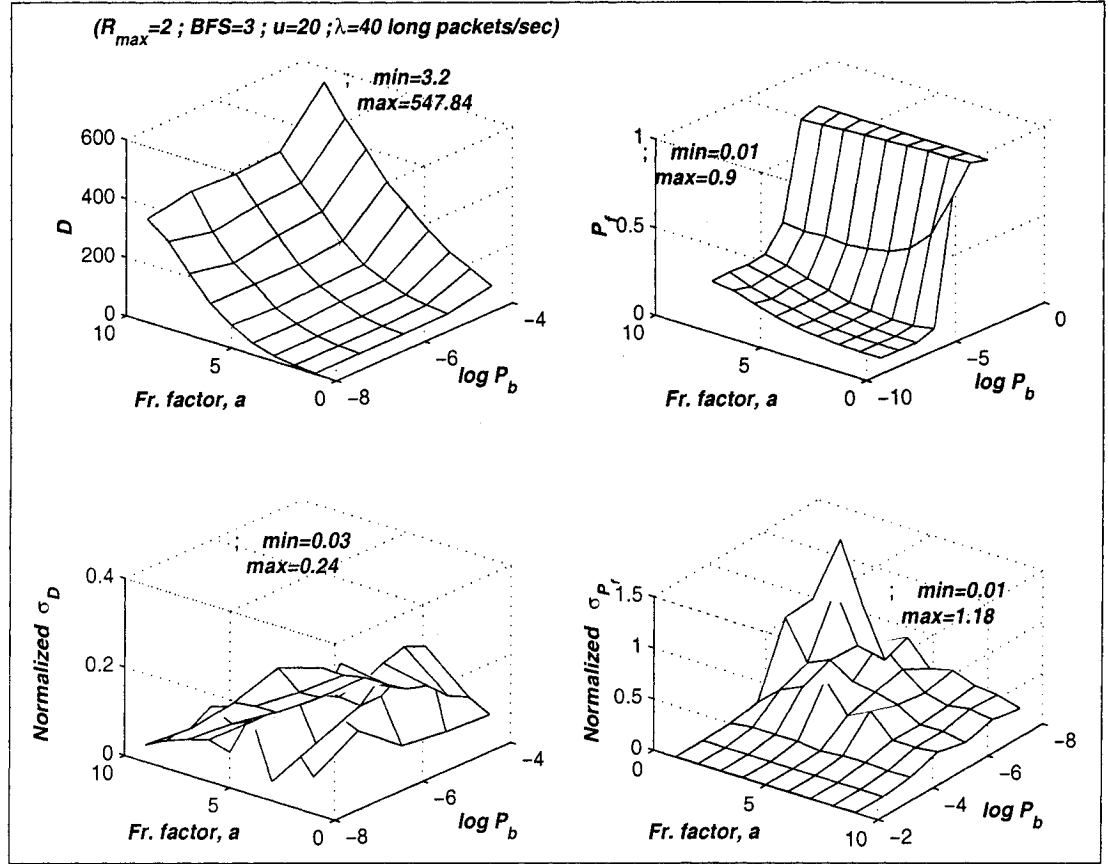 (R_max=2 ; BFS=3 ; u=20 ;λ=40 long packets/sec)
; min=3.2
max=547.84
600
400
200
0
D
10
5
0
Fr. factor, a
−8
−6
−4
log P_b
; min=0.01
max=0.9
1
0.5
0
P_f
10
5
0
Fr. factor, a
−10
−5
0
log P_b
; min=0.03
max=0.24
0.4
0.2
0
Normalized σ_D
10
5
0
Fr. factor, a
−8
−6
−4
log P_b
; min=0.01
max=1.18
1.5
1
0.5
0
Normalized σ_P_f
0
5
10
Fr. factor, a
−2
−4
−6
−8
log P_b